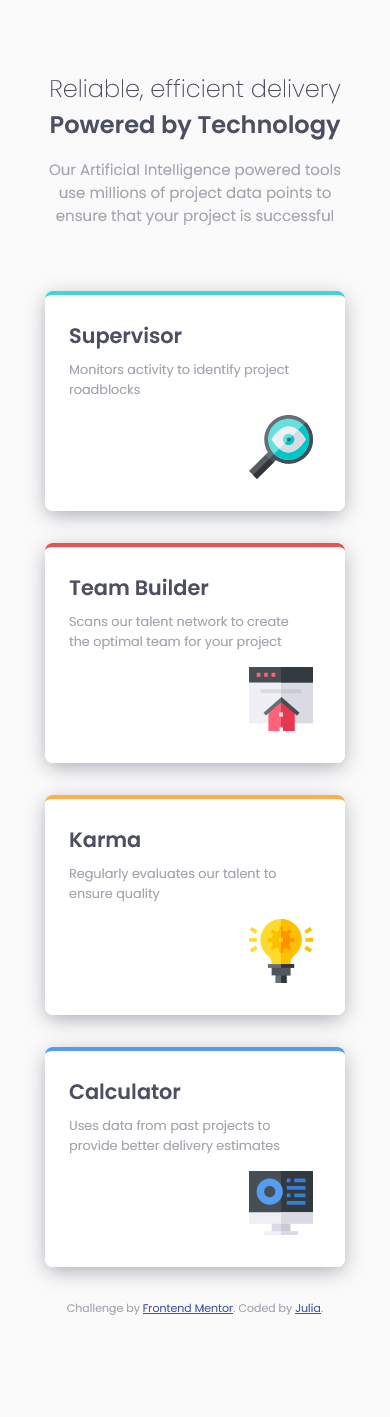 Reliable, efficient delivery
Powered by Technology
Our Artificial Intelligence powered tools
use millions of project data points to
ensure that your project is successful
Supervisor
Monitors activity to identify project
roadblocks
Team Builder
Scans our talent network to create
the optimal team for your project
Karma
Regularly evaluates our talent to
ensure quality
Calculator
Uses data from past projects to
provide better delivery estimates
Challenge by Frontend Mentor. Coded by Julia.